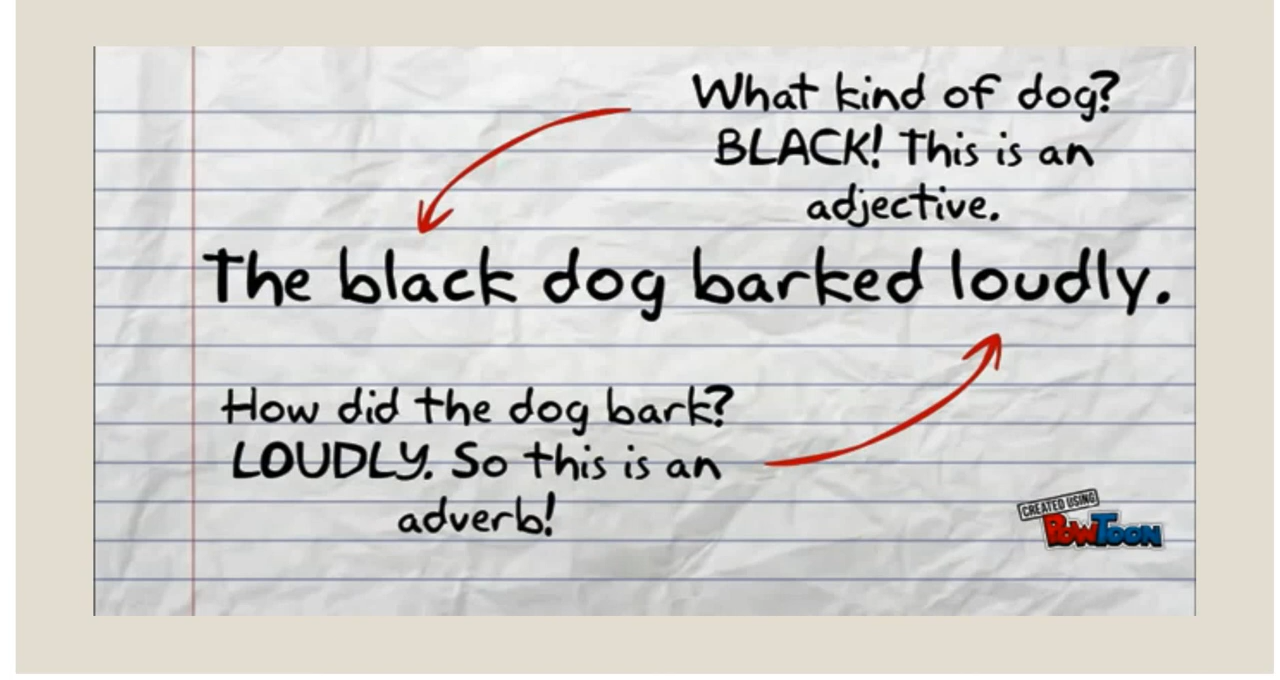 What kind of dog?
BLACK! This is an
adjective.
The black dog barked loudly.
How did the dog bark?
LOUDLY. So this is an
adverb!
CREATED USING
POWTOON